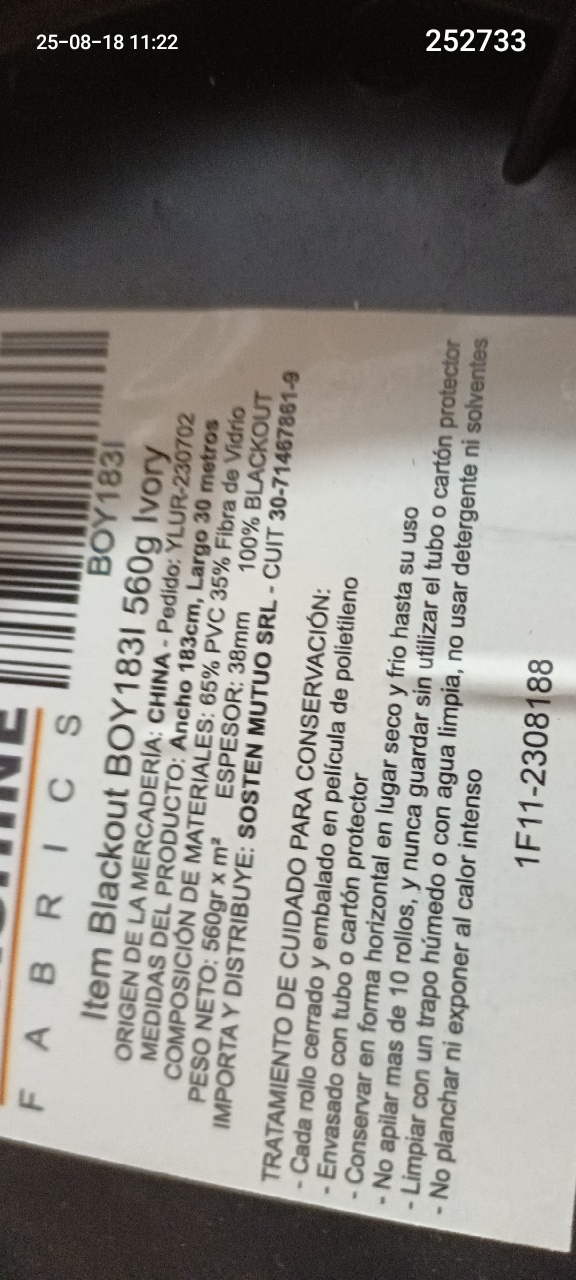 25-08-18 11:22
252733
F A B R I C S
BOY183I
Item Blackout BOY183I 560g Ivory
ORIGEN DE LA MERCADERÍA: CHINA - Pedido: YLUR-230702
MEDIDAS DEL PRODUCTO: Ancho 183cm, Largo 30 metros
COMPOSICIÓN DE MATERIALES: 65% PVC 35% Fibra de Vidrio
PESO NETO: 560gr x m² ESPESOR: 38mm 100% BLACKOUT
IMPORTA Y DISTRIBUYE: SOSTEN MUTUO SRL - CUIT 30-71467861-9
TRATAMIENTO DE CUIDADO PARA CONSERVACIÓN:
- Cada rollo cerrado y embalado en película de polietileno
- Envasado con tubo o cartón protector
- Conservar en forma horizontal en lugar seco y frio hasta su uso
- No apilar mas de 10 rollos, y nunca guardar sin utilizar el tubo o cartón protector
- Limpiar con un trapo húmedo o con agua limpia, no usar detergente ni solventes
- No planchar ni exponer al calor intenso
1F11-2308188